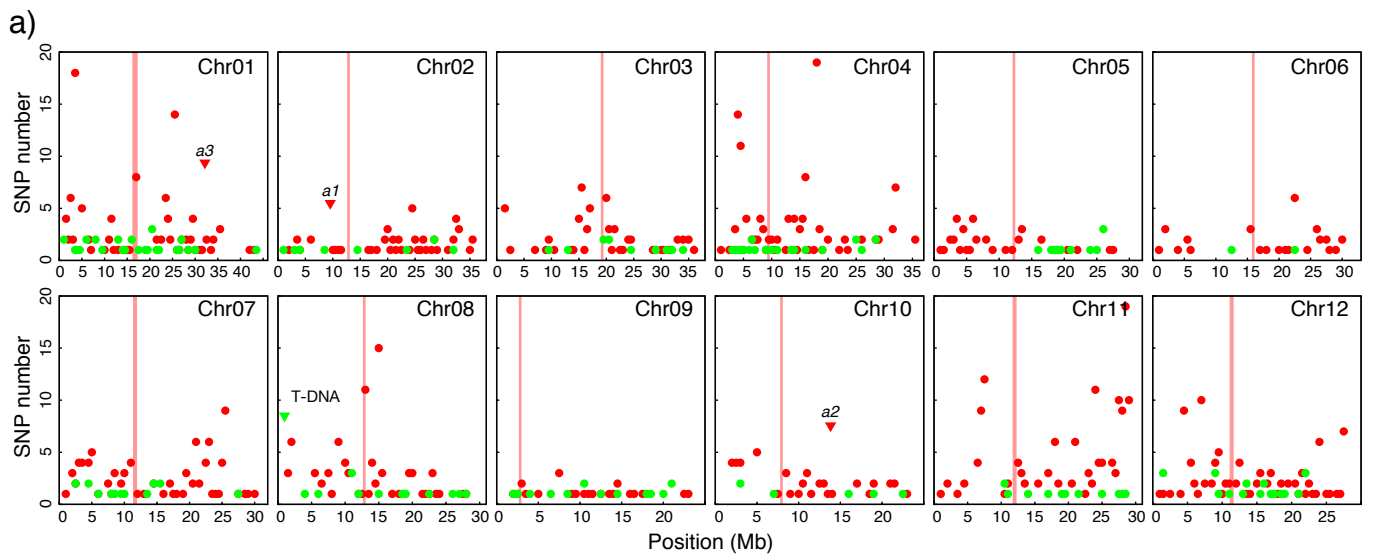 a)
SNP number
20
15
10
5
0
Chr01
a3
0 5 10 15 20 25 30 35 40
Chr02
a1
0 5 10 15 20 25 30 35
Chr03
0 5 10 15 20 25 30 35
Chr04
0 5 10 15 20 25 30 35
Chr05
0 5 10 15 20 25 30
Chr06
0 5 10 15 20 25 30
SNP number
20
15
10
5
0
Chr07
0 5 10 15 20 25 30
Chr08
T-DNA
0 5 10 15 20 25 30
Chr09
0 5 10 15 20
Chr10
a2
0 5 10 15 20
Chr11
0 5 10 15 20 25 30
Chr12
0 5 10 15 20 25
Position (Mb)